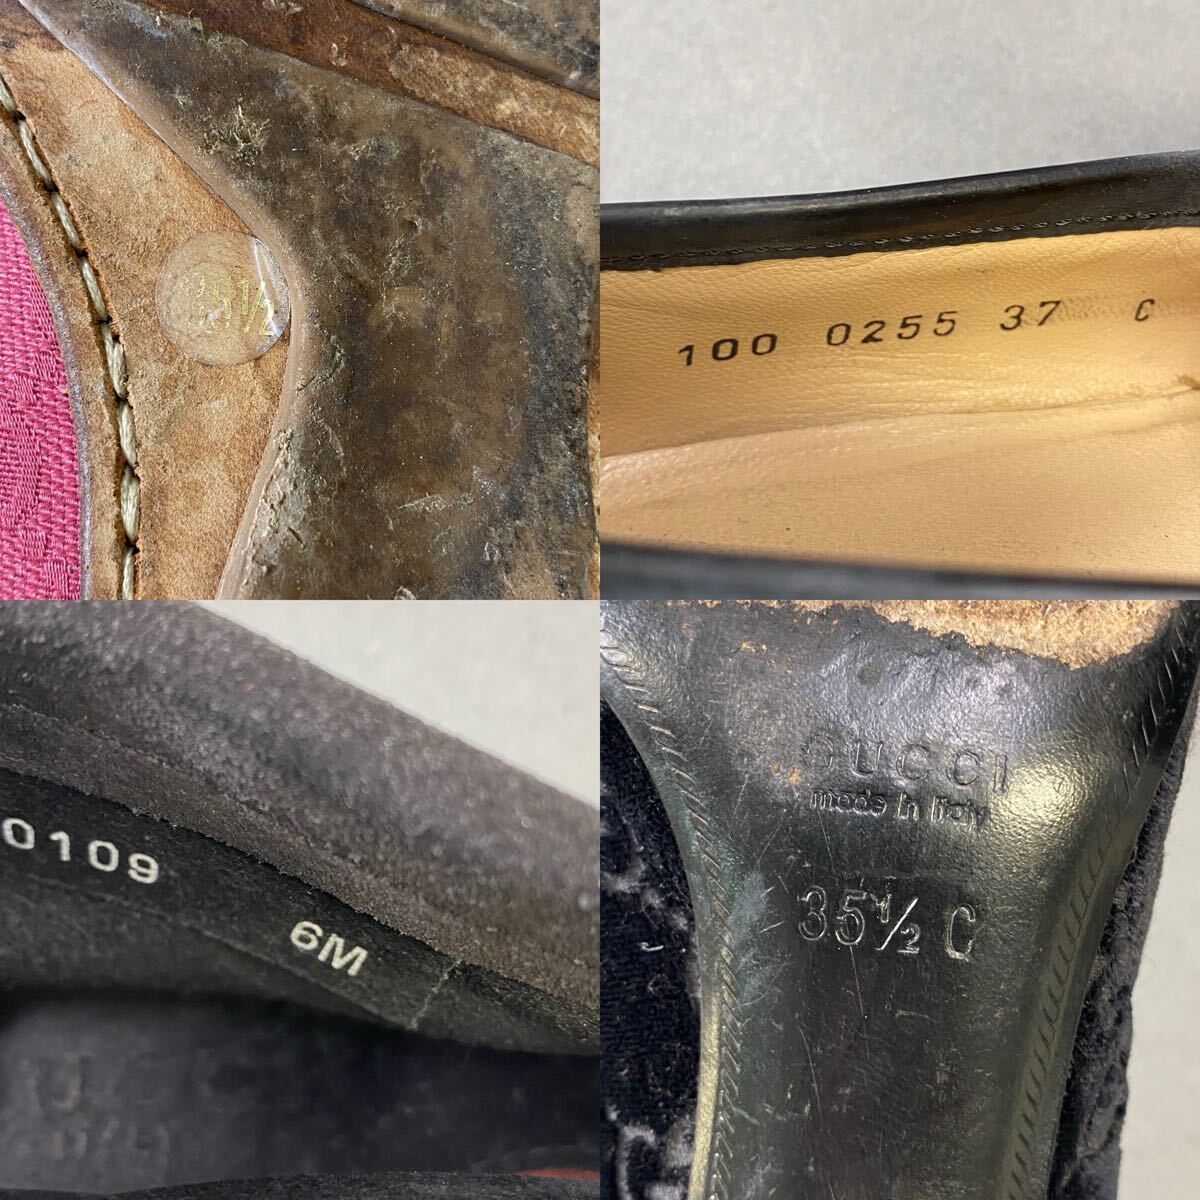 35½
100 0255 37 C
0109
6M
GUCCI
made in italy
35½ C